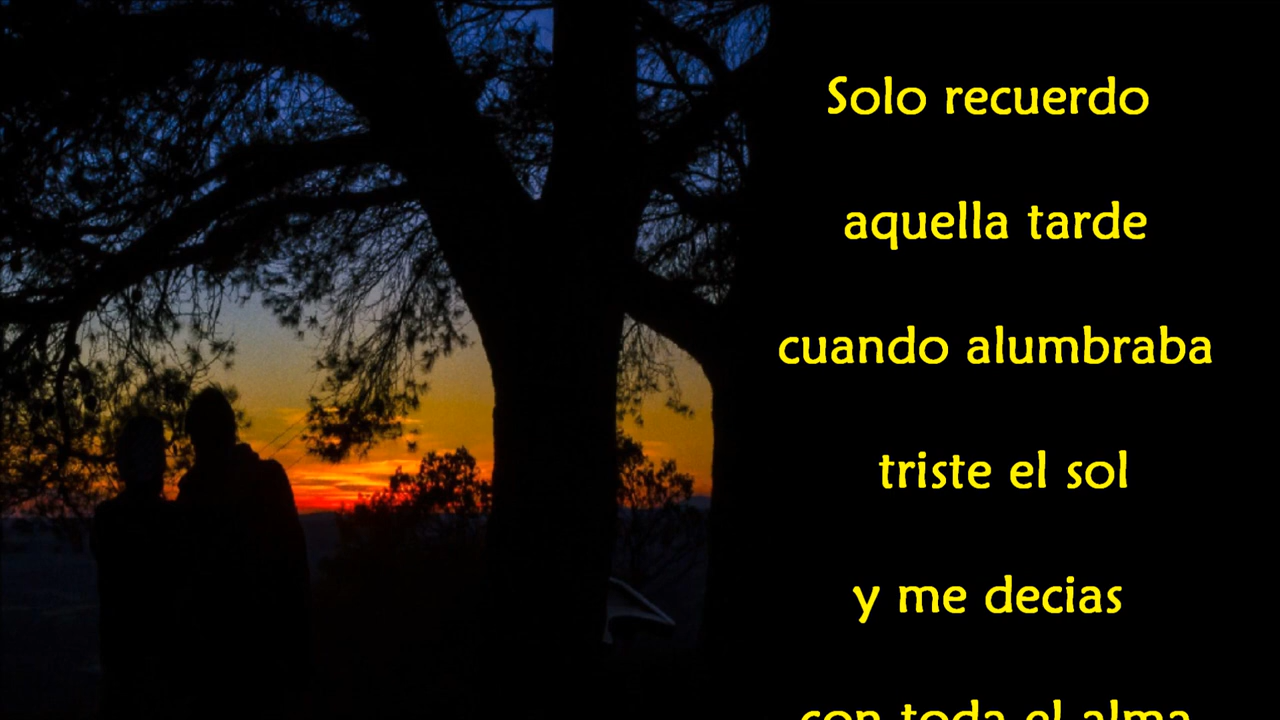 Solo recuerdo
aquella tarde
cuando alumbraba
triste el sol
y me decias
con toda el alma